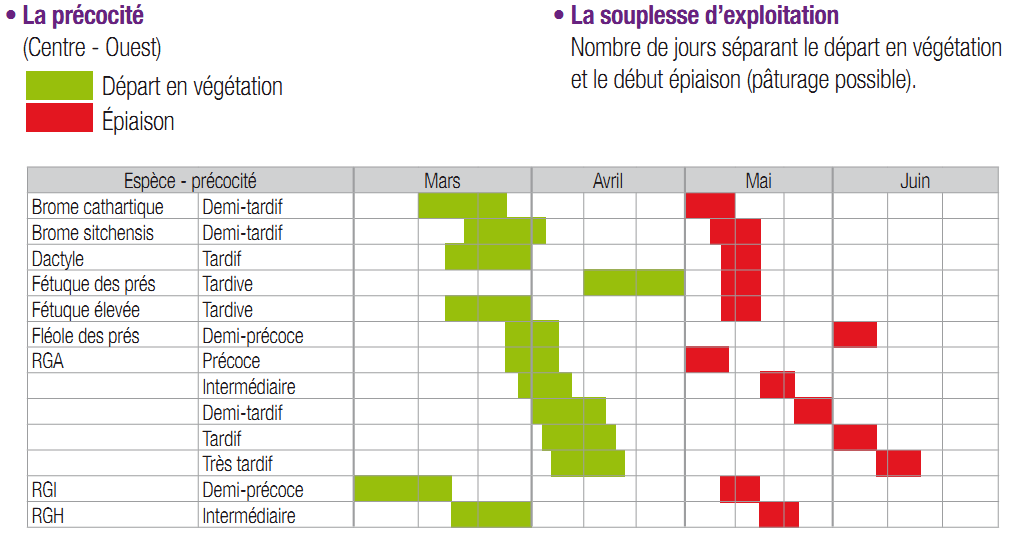 • La précocité
(Centre - Ouest)
Départ en végétation
Épiaison
• La souplesse d’exploitation
Nombre de jours séparant le départ en végétation
et le début épiaison (pâturage possible).
Espèce - précocité Mars Avril Mai Juin
Brome cathartique Demi-tardif
Brome sitchensis Demi-tardif
Dactyle Tardif
Fétuque des prés Tardive
Fétuque élevée Tardive
Fléole des prés Demi-précoce
RGA Précoce
Intermédiaire
Demi-tardif
Tardif
Très tardif
RGI Demi-précoce
RGH Intermédiaire